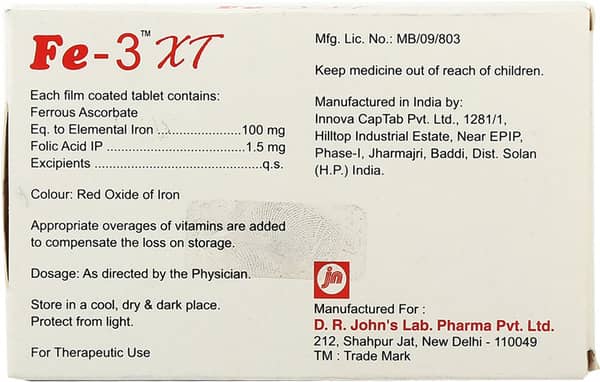 Fe-3™ XT
Each film coated tablet contains:
Ferrous Ascorbate
Eq. to Elemental Iron ......................100 mg
Folic Acid IP ...................................1.5 mg
Excipients ..........................................q.s.
Colour: Red Oxide of Iron
Appropriate overages of vitamins are added
to compensate the loss on storage.
Dosage: As directed by the Physician.
Store in a cool, dry & dark place.
Protect from light.
For Therapeutic Use
Mfg. Lic. No.: MB/09/803
Keep medicine out of reach of children.
Manufactured in India by:
Innova CapTab Pvt. Ltd., 1281/1,
Hilltop Industrial Estate, Near EPIP,
Phase-I, Jharmajri, Baddi, Dist. Solan
(H.P.) India.
jn
Manufactured For :
D. R. John's Lab. Pharma Pvt. Ltd.
212, Shahpur Jat, New Delhi - 110049
TM : Trade Mark